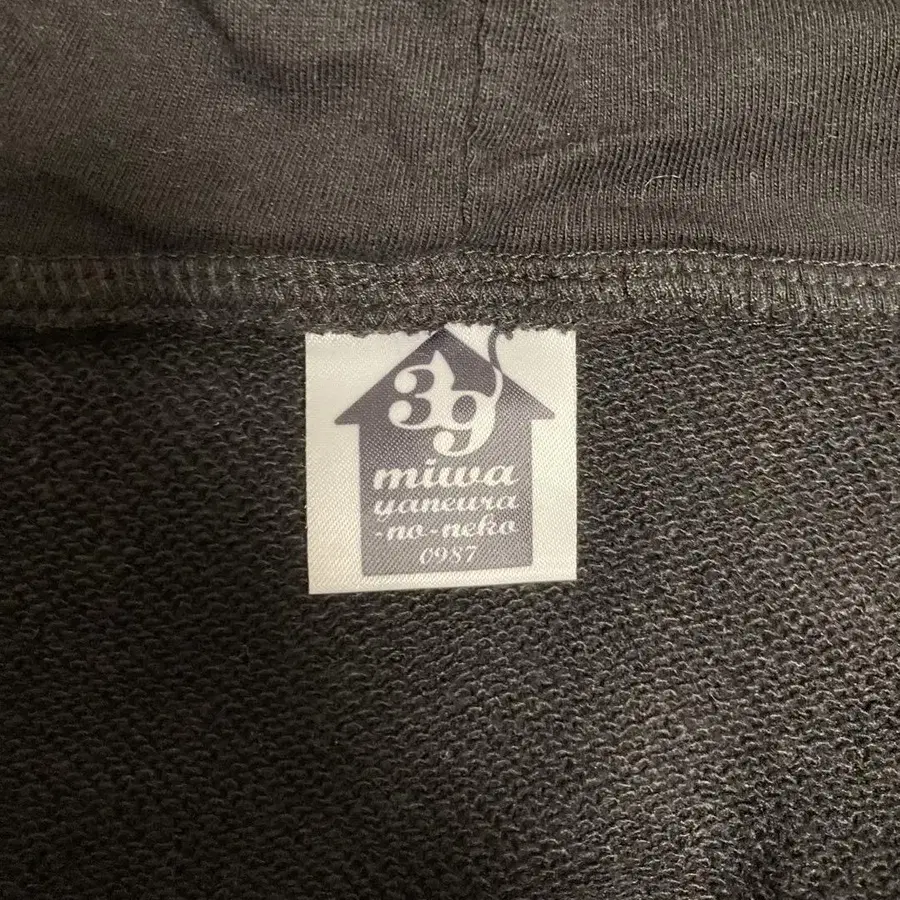 39
miwa
yaneura
-no-neko
0987